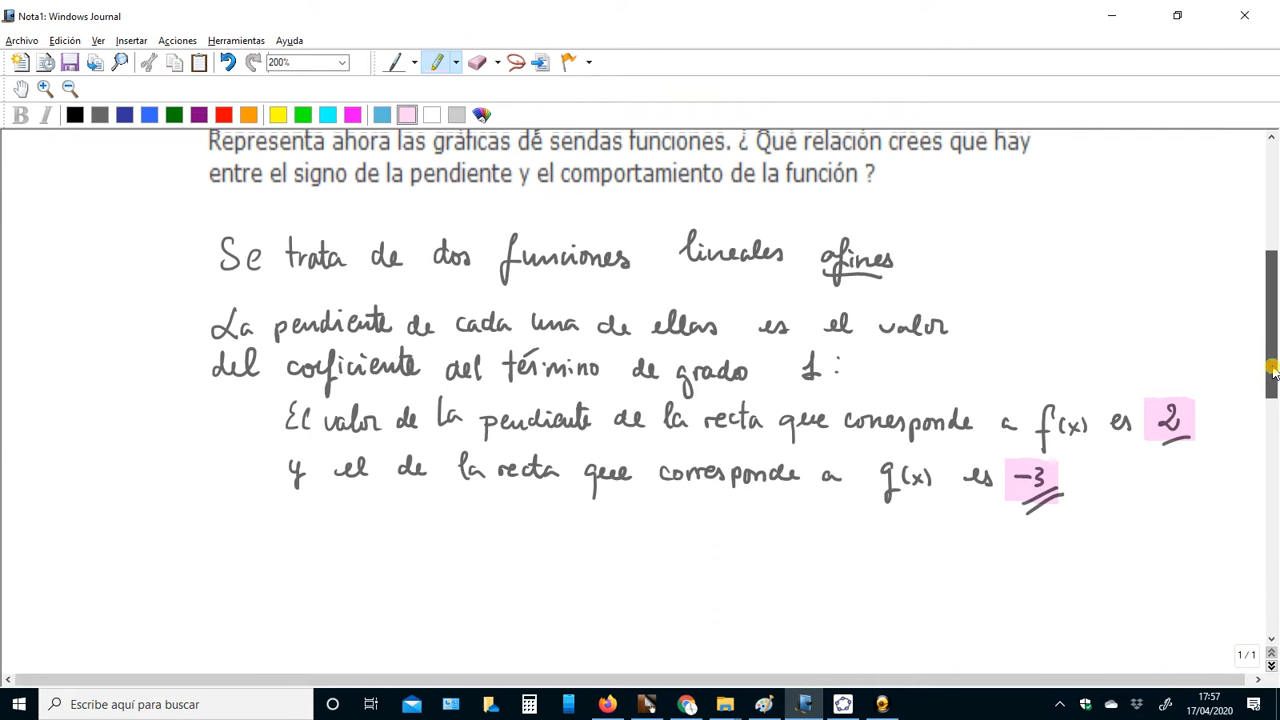 Nota1: Windows Journal
Archivo Edición Ver Insertar Acciones Herramientas Ayuda
200%
B I
Representa ahora las gráficas de sendas funciones. ¿ Qué relación crees que hay
entre el signo de la pendiente y el comportamiento de la función ?
Se trata de dos funciones lineales afines
La pendiente de cada una de ellas es el valor
del coeficiente del término de grado 1:
El valor de la pendiente de la recta que corresponde a f(x) es 2
y el de la recta que corresponde a g(x) es -3
1 / 1
Escribe aquí para buscar
17:57
17/04/2020